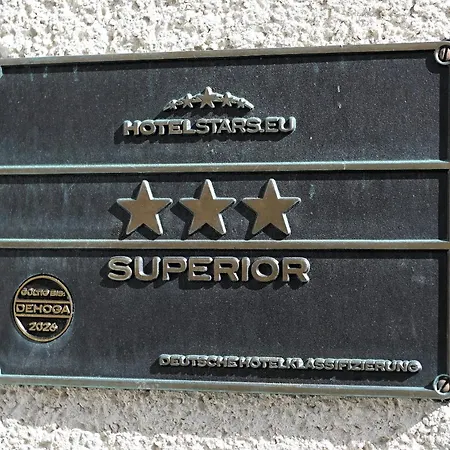 HOTELSTARS.EU
SUPERIOR
GÜLTIG BIS:
DEHOGA
2026
DEUTSCHE HOTELKLASSIFIZIERUNG